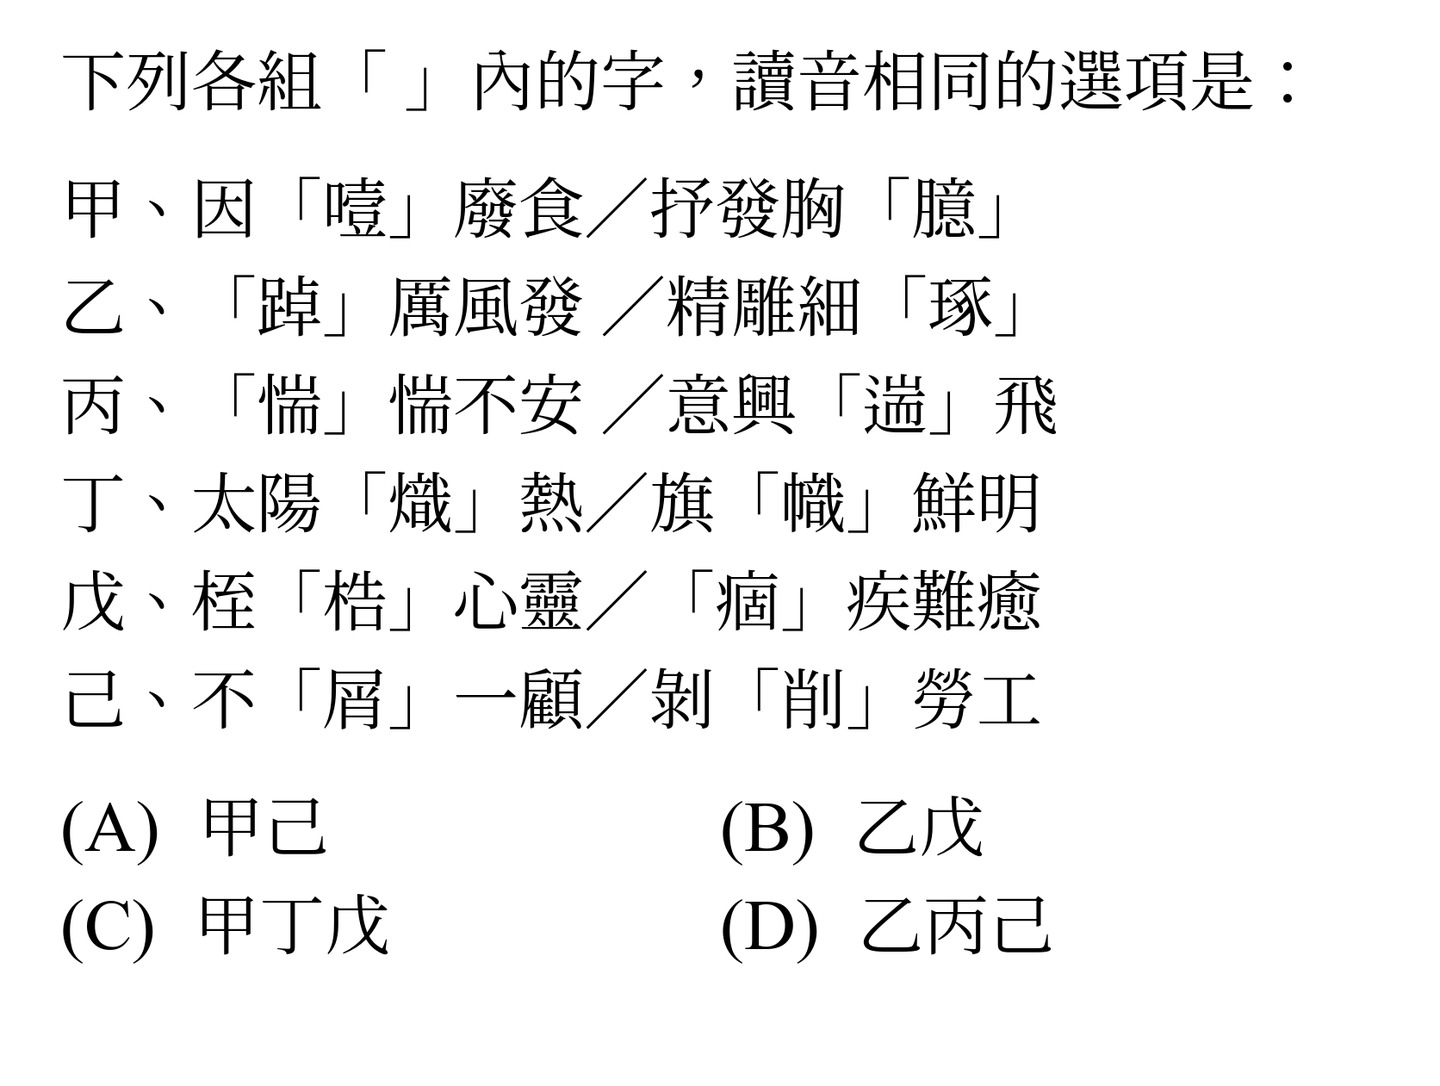 下列各組「 」內的字，讀音相同的選項是：
甲、因「噎」廢食／抒發胸「臆」
乙、「踔」厲風發 ／精雕細「琢」
丙、「惴」惴不安 ／意興「遄」飛
丁、太陽「熾」熱／旗「幟」鮮明
戊、桎「梏」心靈／「痼」疾難癒
己、不「屑」一顧／剝「削」勞工
(A) 甲己 (B) 乙戊
(C) 甲丁戊 (D) 乙丙己